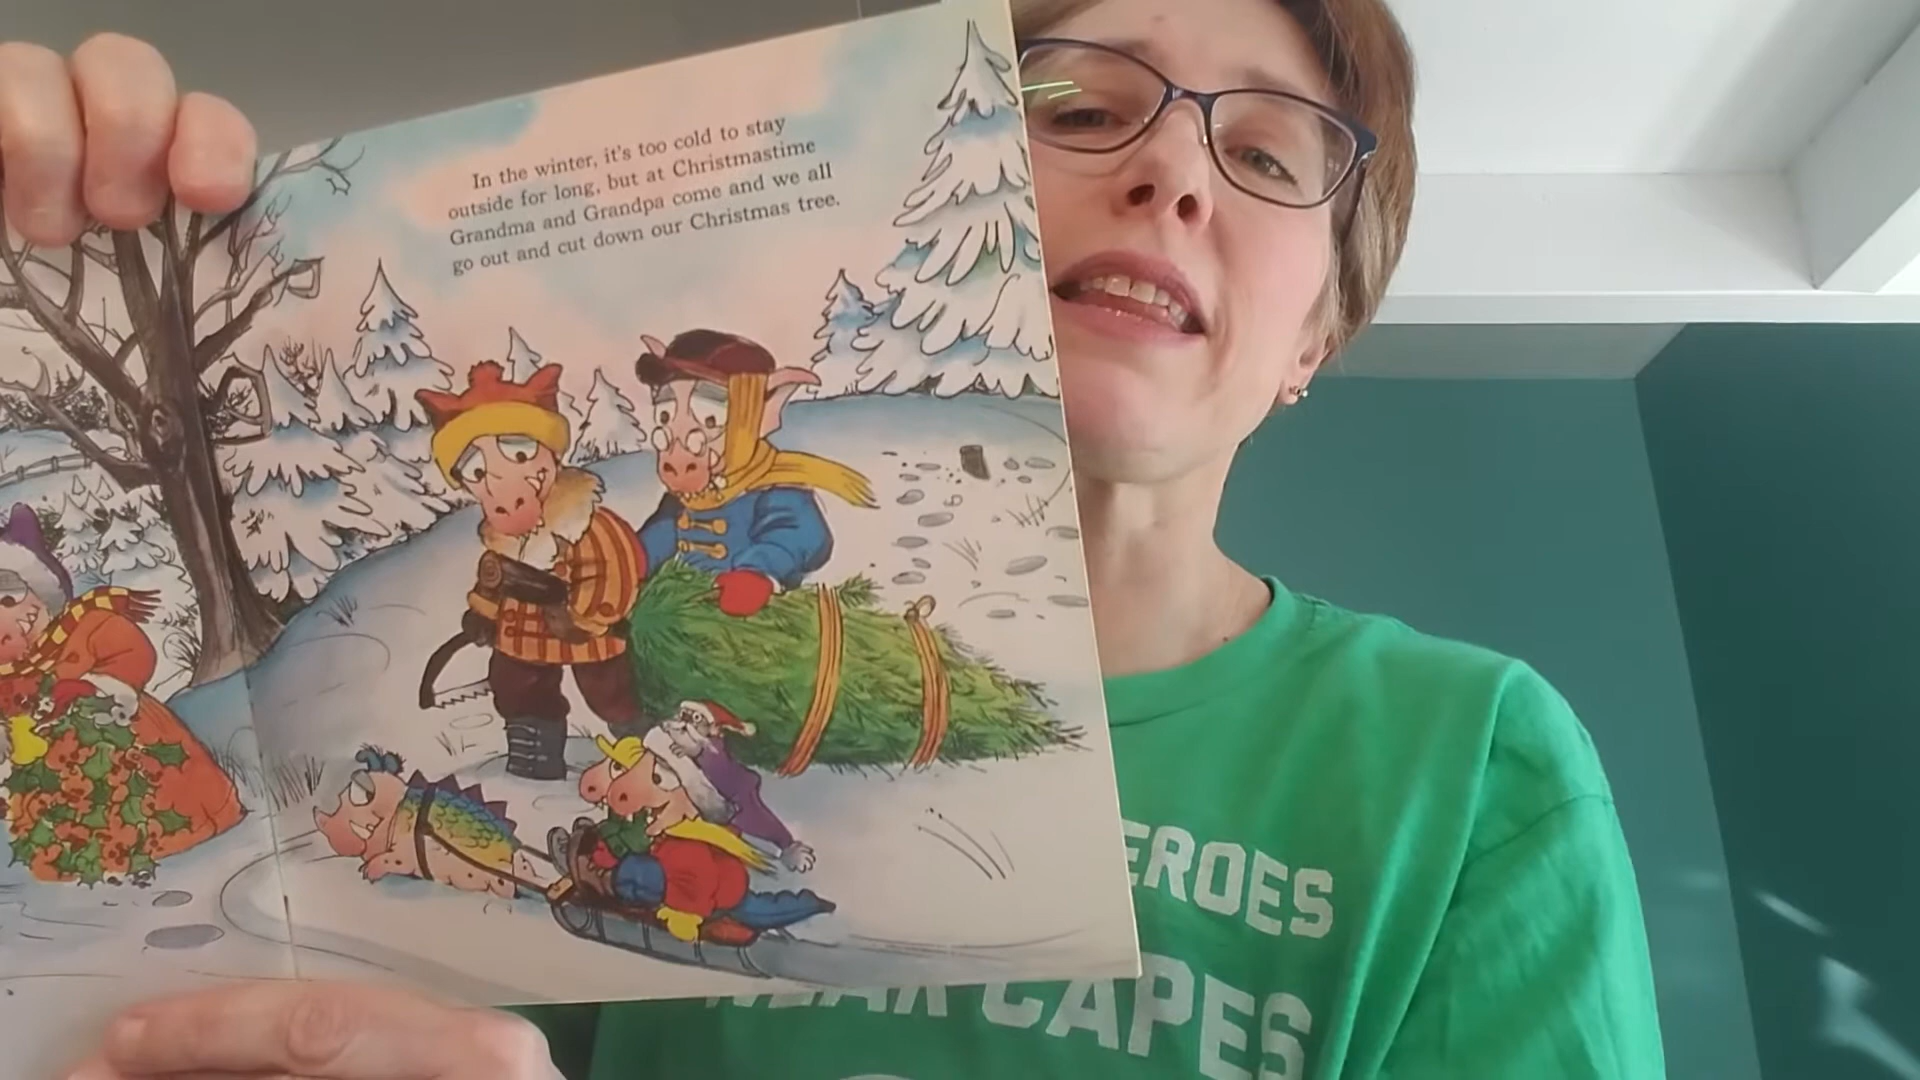 In the winter, it's too cold to stay
outside for long, but at Christmastime
Grandma and Grandpa come and we all
go out and cut down our Christmas tree.
EROES
WEAR CAPES